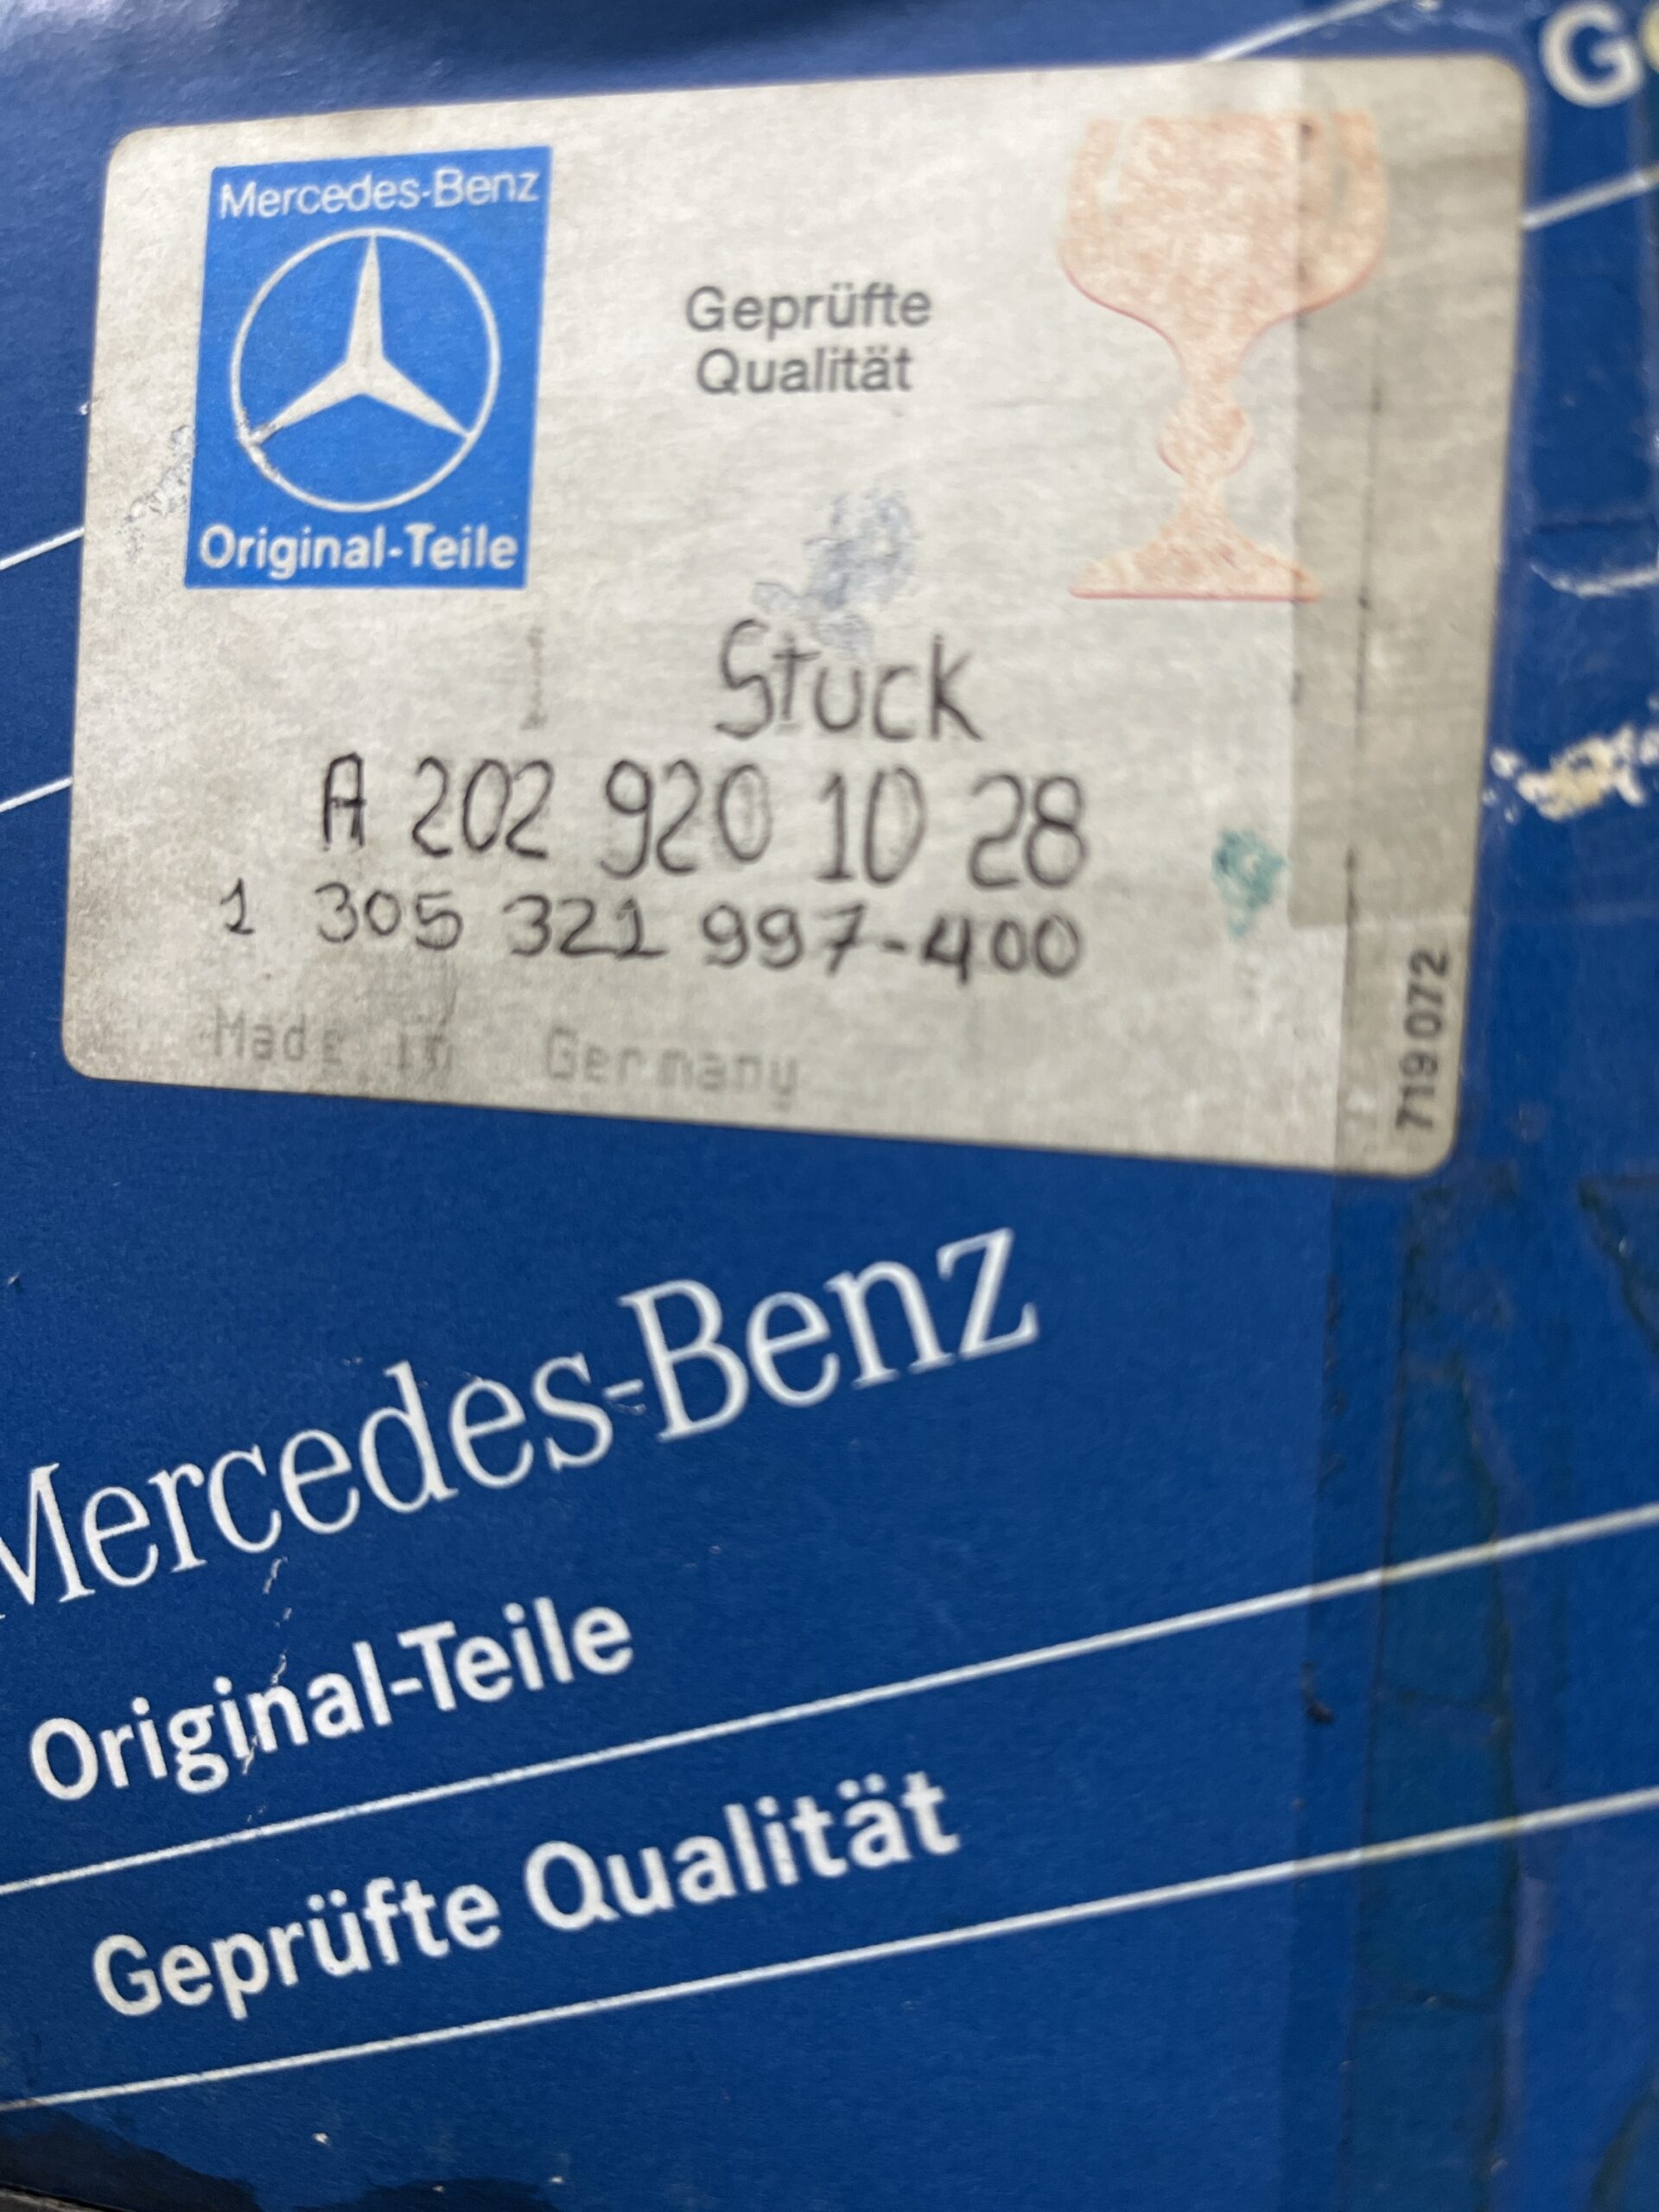 G
Mercedes-Benz
Original-Teile
Geprüfte
Qualität
1 Stuck
A 202 920 10 28
1 305 321 997-400
Made in Germany
719 072
Mercedes-Benz
Original-Teile
Geprüfte Qualität